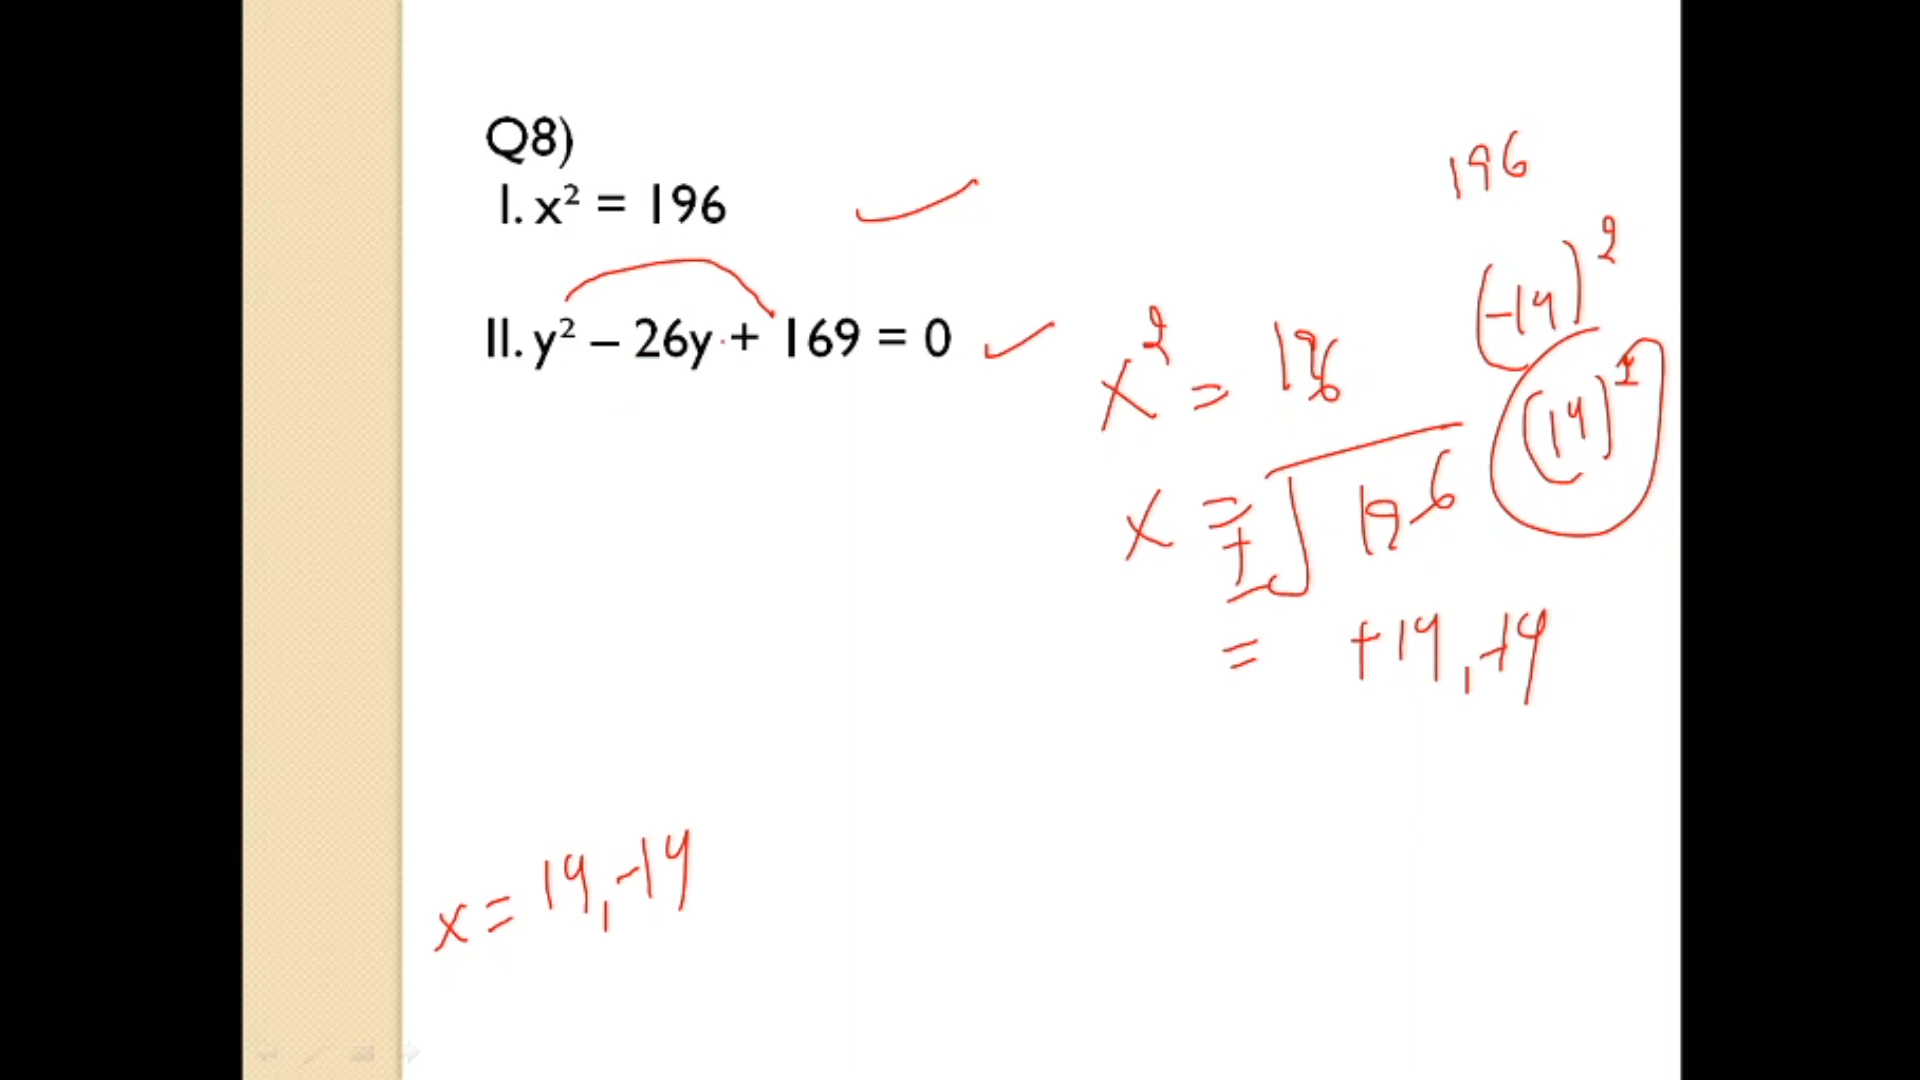 Q8)
I. x² = 196
II. y² – 26y + 169 = 0
196
(-14)²
(14)²
x² = 196
x = ±√196
= +14, -14
x = 14, -14